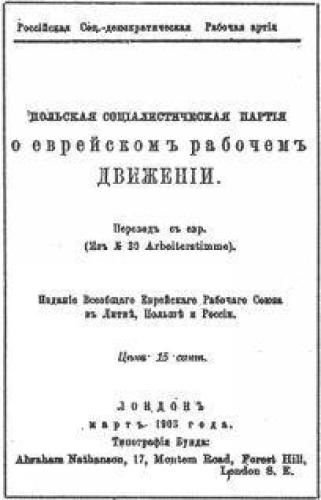 Россійская Соц.-демократическая Рабочая артія
ПОЛЬСКАЯ СОЦІАЛИСТИЧЕСКАЯ ПАРТІЯ
О ЕВРЕЙСКОМЪ РАБОЧЕМЪ
ДВИЖЕНІИ.
Переводъ съ евр.
(Изъ № 30 Arbeiterstimme).
Изданіе Всеобщаго Еврейскаго Рабочаго Союза
въ Литвѣ, Польшѣ и Россіи.
Цѣна 15 сант.
ЛОНДОНЪ
мартъ 1903 года.
Типографія Бунда:
Abraham Nathanson, 17, Montem Road, Forest Hill,
London S. E.